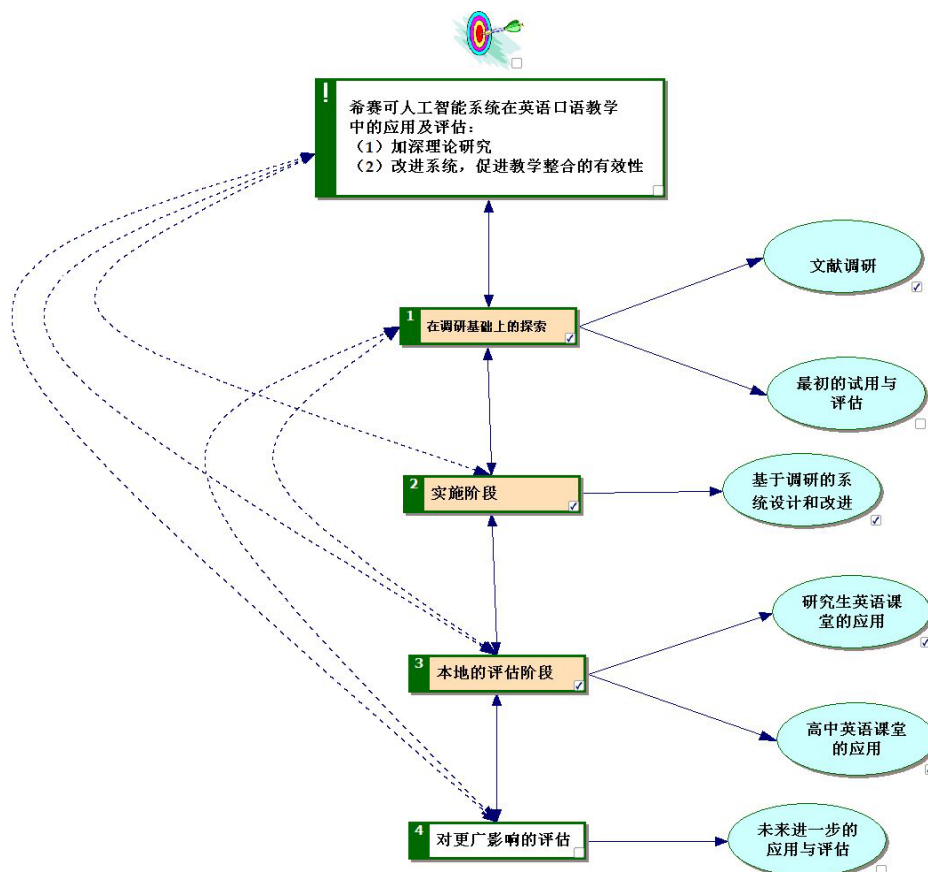 !
希赛可人工智能系统在英语口语教学
中的应用及评估：
（1）加深理论研究
（2）改进系统，促进教学整合的有效性
文献调研
1
在调研基础上的探索
最初的试用与
评估
2
实施阶段
基于调研的系
统设计和改进
研究生英语课
堂的应用
3
本地的评估阶段
高中英语课堂
的应用
4
对更广影响的评估
未来进一步的
应用与评估